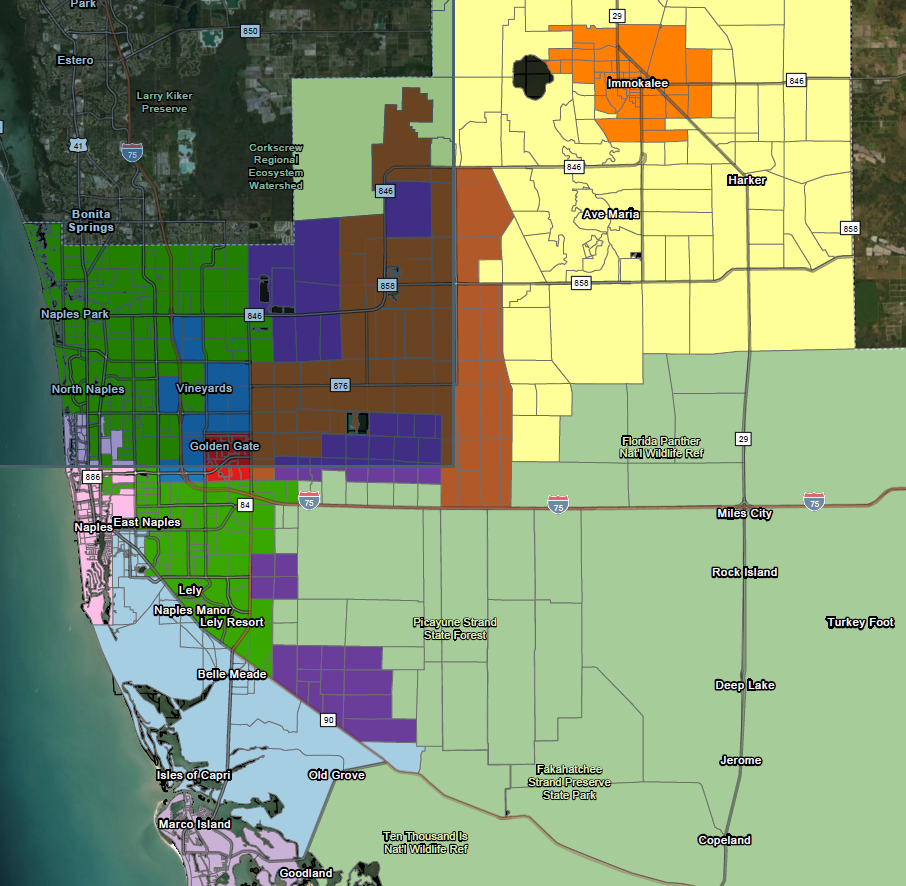 Park
29
850
Estero
Immokalee
846
Larry Kiker
Preserve
41
75
Corkscrew
Regional
Ecosystem
Watershed
846
Harker
846
Bonita
Springs
Ave Maria
858
858
858
Naples Park
846
North Naples
Vineyards
876
Golden Gate
Florida Panther
Nat'l Wildlife Ref
29
886
84
75
75
75
Miles City
Naples
East Naples
Rock Island
Lely
Naples Manor
Lely Resort
Picayune Strand
State Forest
Turkey Foot
Belle Meade
Deep Lake
90
Jerome
Isles of Capri
Old Grove
Fakahatchee
Strand Preserve
State Park
Marco Island
Ten Thousand Is
Nat'l Wildlife Ref
Copeland
Goodland